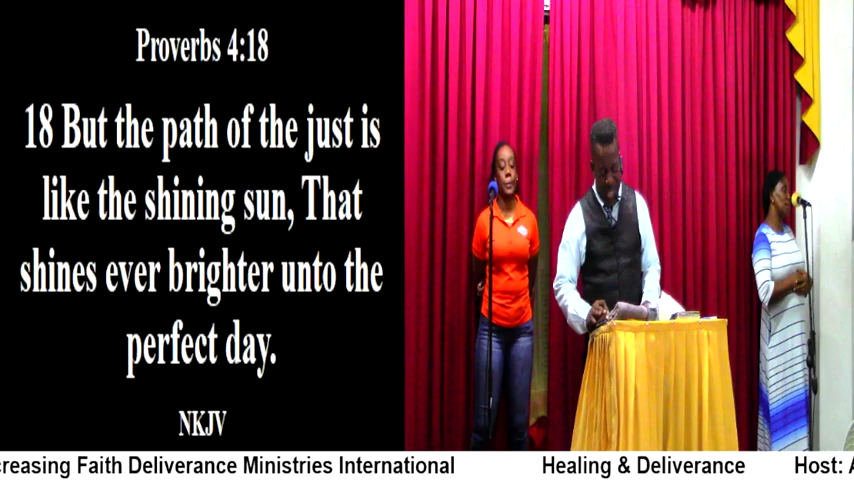 Proverbs 4:18
18 But the path of the just is
like the shining sun, That
shines ever brighter unto the
perfect day.
NKJV
creasing Faith Deliverance Ministries International Healing & Deliverance Host: A